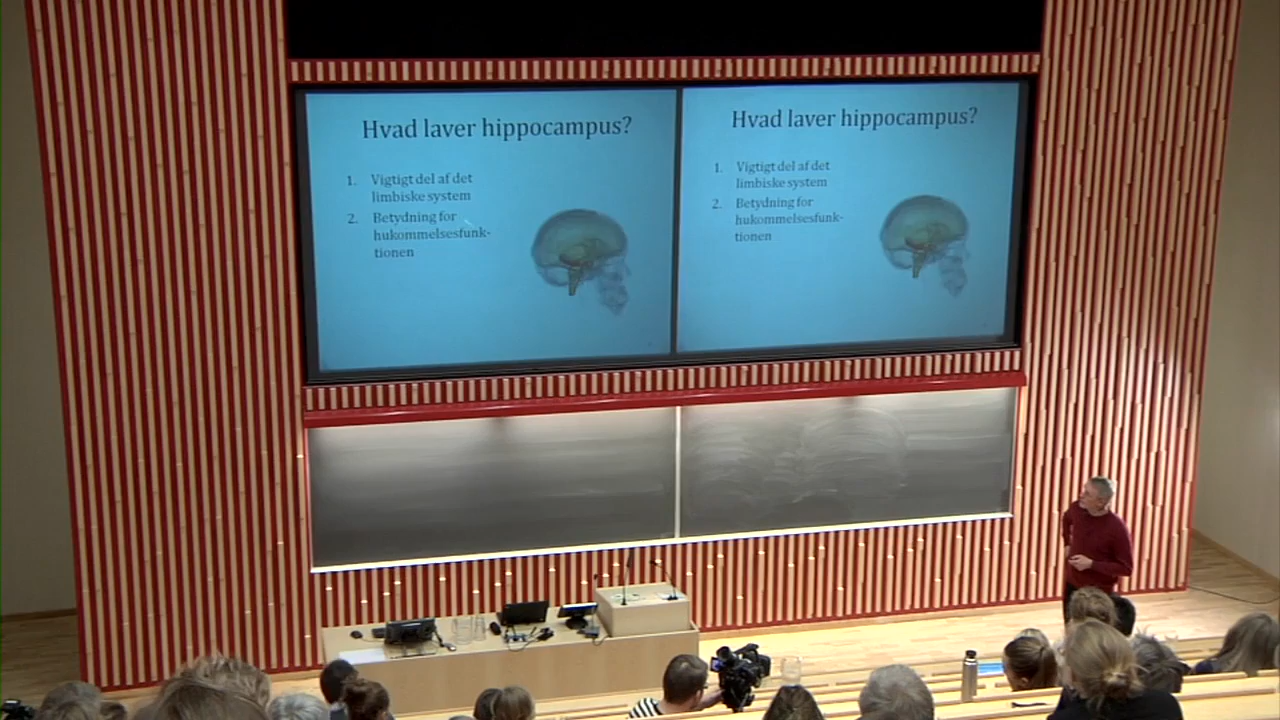 Hvad laver hippocampus?
1. Vigtigt del af det
limbiske system
2. Betydning for
hukommelsesfunk-
tionen
Hvad laver hippocampus?
1. Vigtigt del af det
limbiske system
2. Betydning for
hukommelsesfunk-
tionen